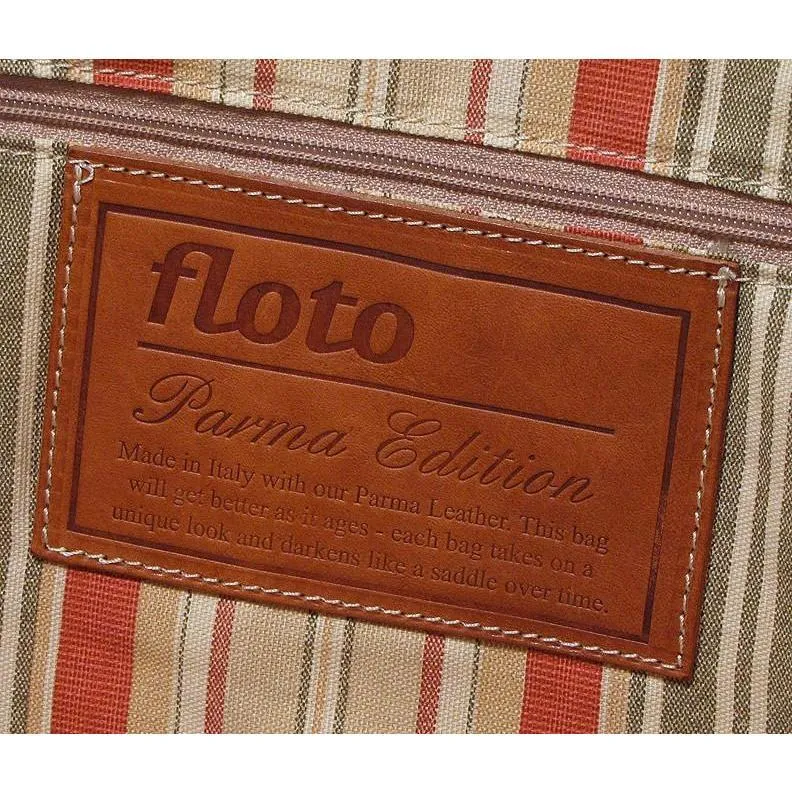 floto
Parma Edition
Made in Italy with our Parma Leather. This bag
will get better as it ages - each bag takes on a
unique look and darkens like a saddle over time.